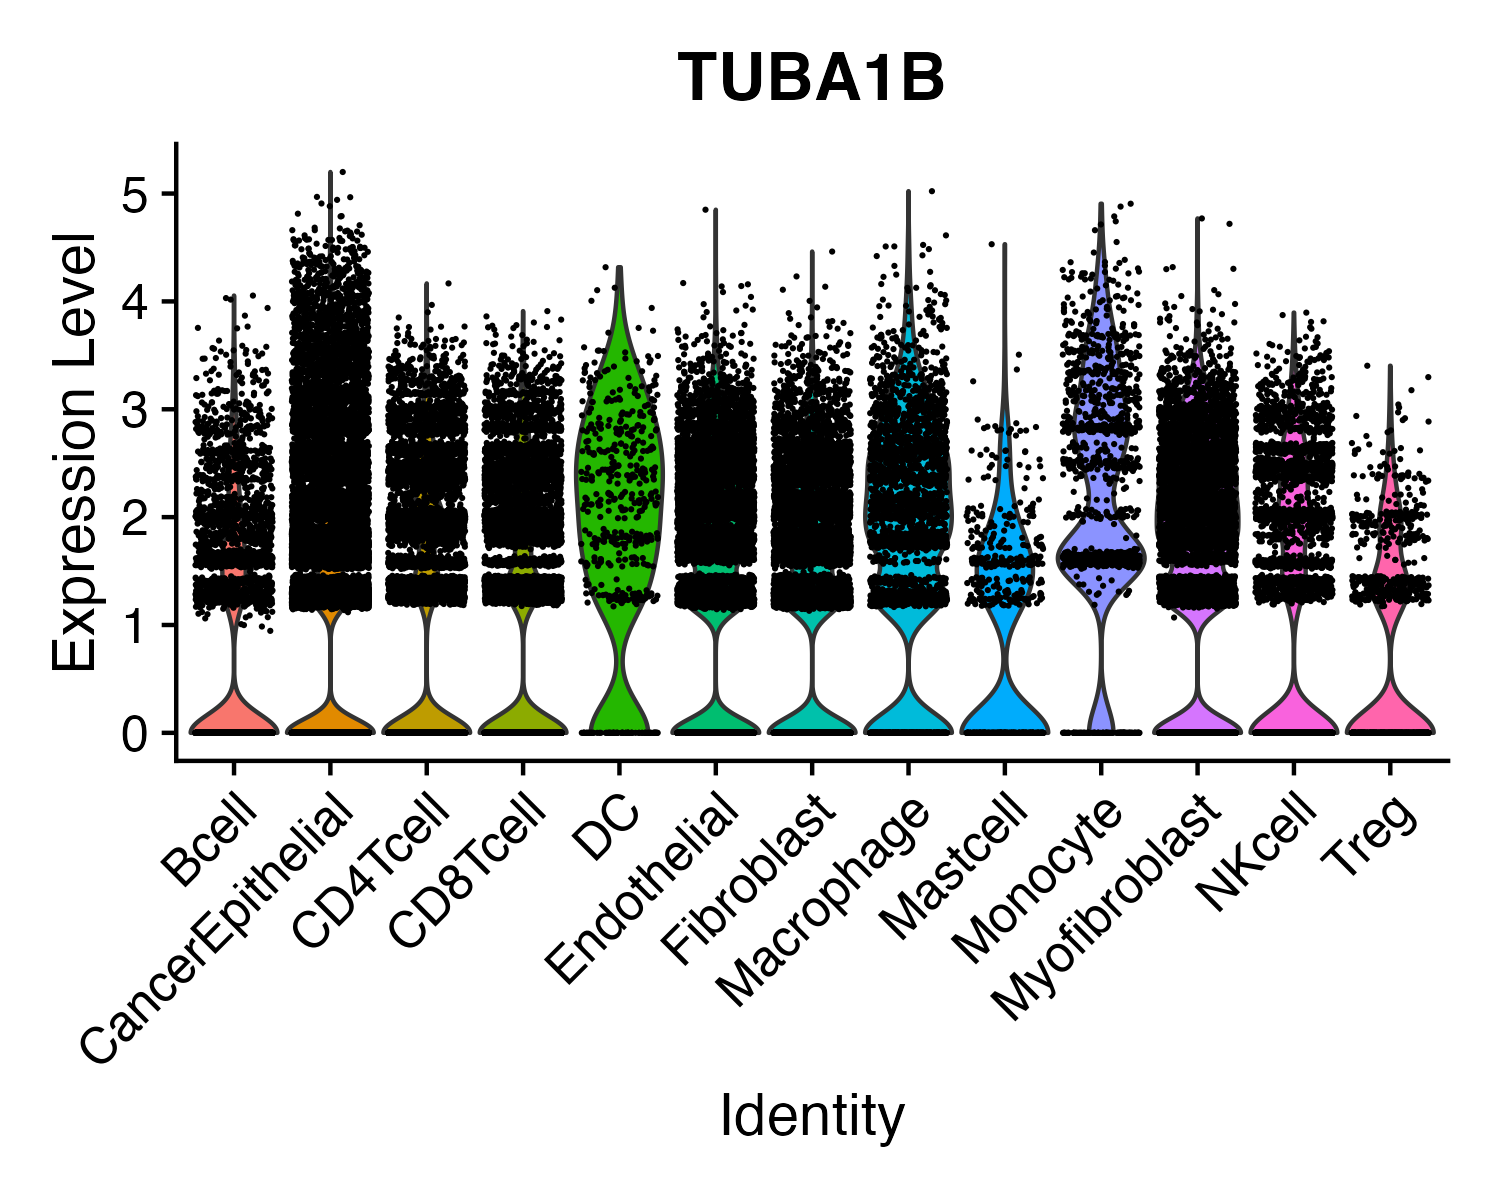 TUBA1B
Expression Level
5
4
3
2
1
0
Bcell
CancerEpithelial
CD4Tcell
CD8Tcell
DC
Endothelial
Fibroblast
Macrophage
Mastcell
Monocyte
Myofibroblast
NKcell
Treg
Identity